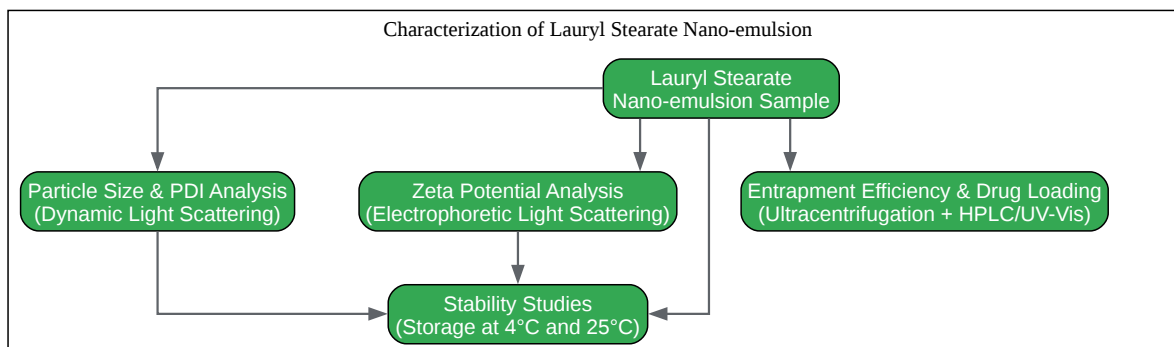 Characterization of Lauryl Stearate Nano-emulsion
Lauryl Stearate
Nano-emulsion Sample
Particle Size & PDI Analysis
(Dynamic Light Scattering)
Zeta Potential Analysis
(Electrophoretic Light Scattering)
Entrapment Efficiency & Drug Loading
(Ultracentrifugation + HPLC/UV-Vis)
Stability Studies
(Storage at 4°C and 25°C)